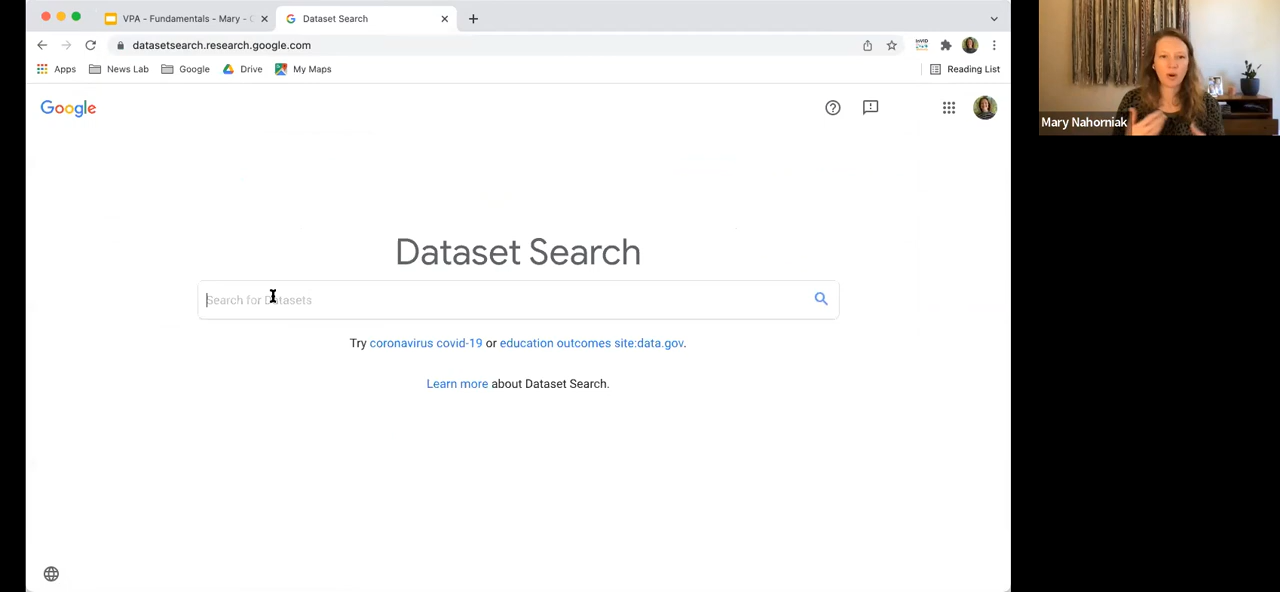 VPA - Fundamentals - Mary -
Dataset Search
datasetsearch.research.google.com
InVID
Apps
News Lab
Google
Drive
My Maps
Reading List
Google
Mary Nahorniak
Dataset Search
Search for Datasets
Try coronavirus covid-19 or education outcomes site:data.gov.
Learn more about Dataset Search.